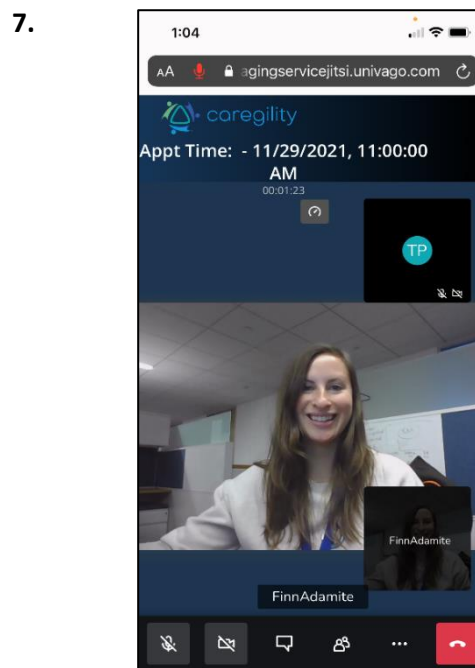 7.
1:04
AA agingservicejitsi.univago.com
caregility
Appt Time: - 11/29/2021, 11:00:00
AM
00:01:23
TP
FinnAdamite
FinnAdamite